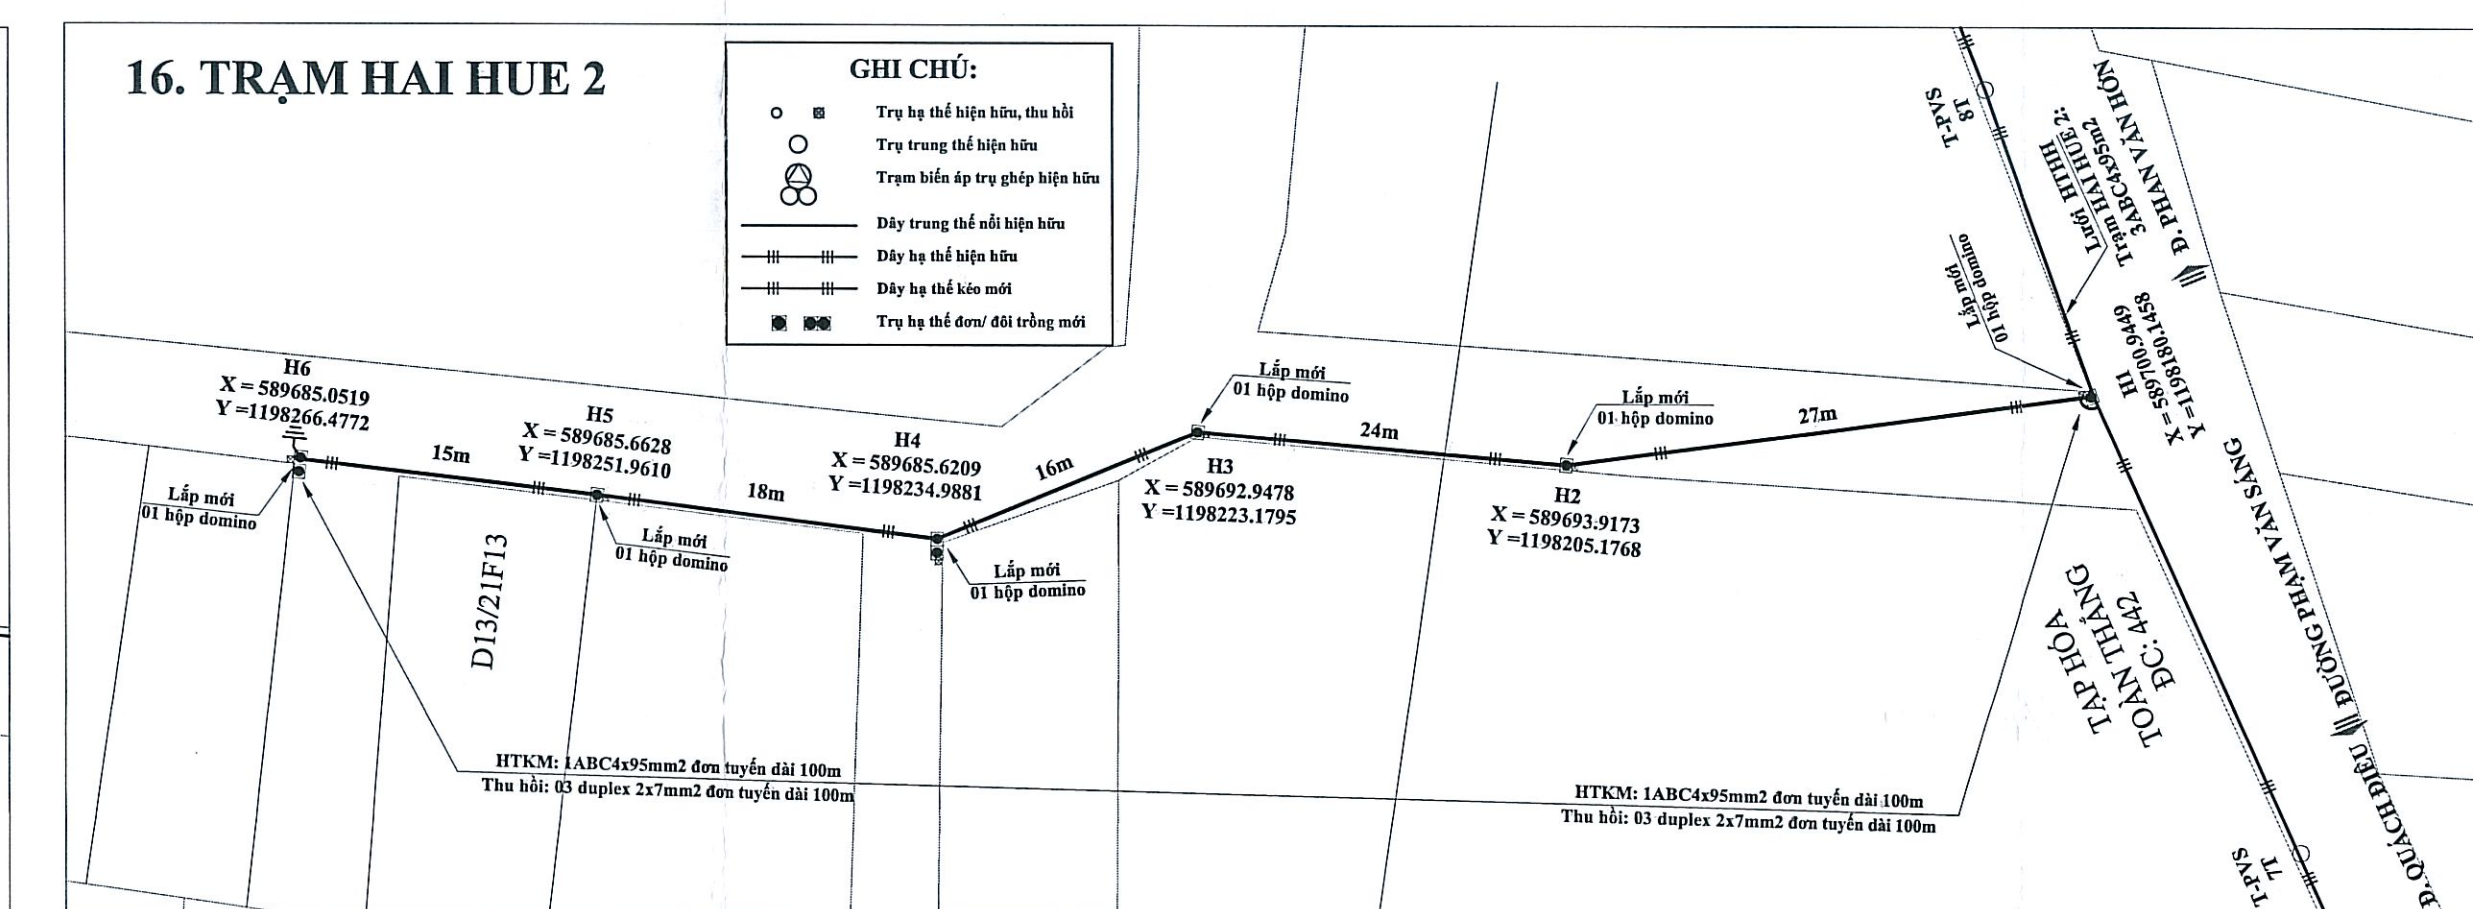 16. TRẠM HAI HUE 2
GHI CHÚ:
Trụ hạ thế hiện hữu, thu hồi
Trụ trung thế hiện hữu
Trạm biến áp trụ ghép hiện hữu
Dây trung thế nổi hiện hữu
Dây hạ thế hiện hữu
Dây hạ thế kéo mới
Trụ hạ thế đơn/ đôi trồng mới
T-PVS
8T
Lưới HTHH
Trạm HAI HUE 2:
3ABC4x95m2
Đ. PHAN VĂN HỚN
Lắp mới
01 hộp domino
H1
X = 589700.9449
Y =1198180.1458
H6
X = 589685.0519
Y =1198266.4772
15m
Lắp mới
01 hộp domino
H5
X = 589685.6628
Y =1198251.9610
Lắp mới
01 hộp domino
18m
H4
X = 589685.6209
Y =1198234.9881
Lắp mới
01 hộp domino
16m
Lắp mới
01 hộp domino
H3
X = 589692.9478
Y =1198223.1795
24m
Lắp mới
01 hộp domino
H2
X = 589693.9173
Y =1198205.1768
27m
D13/21F13
TẠP HÓA
TOÀN THẮNG
ĐC: 442
ĐƯỜNG PHẠM VĂN SÁNG
Đ.QUÁCH ĐIÊU
T-PVS
7T
HTKM: 1ABC4x95mm2 đơn tuyến dài 100m
Thu hồi: 03 duplex 2x7mm2 đơn tuyến dài 100m
HTKM: 1ABC4x95mm2 đơn tuyến dài 100m
Thu hồi: 03 duplex 2x7mm2 đơn tuyến dài 100m